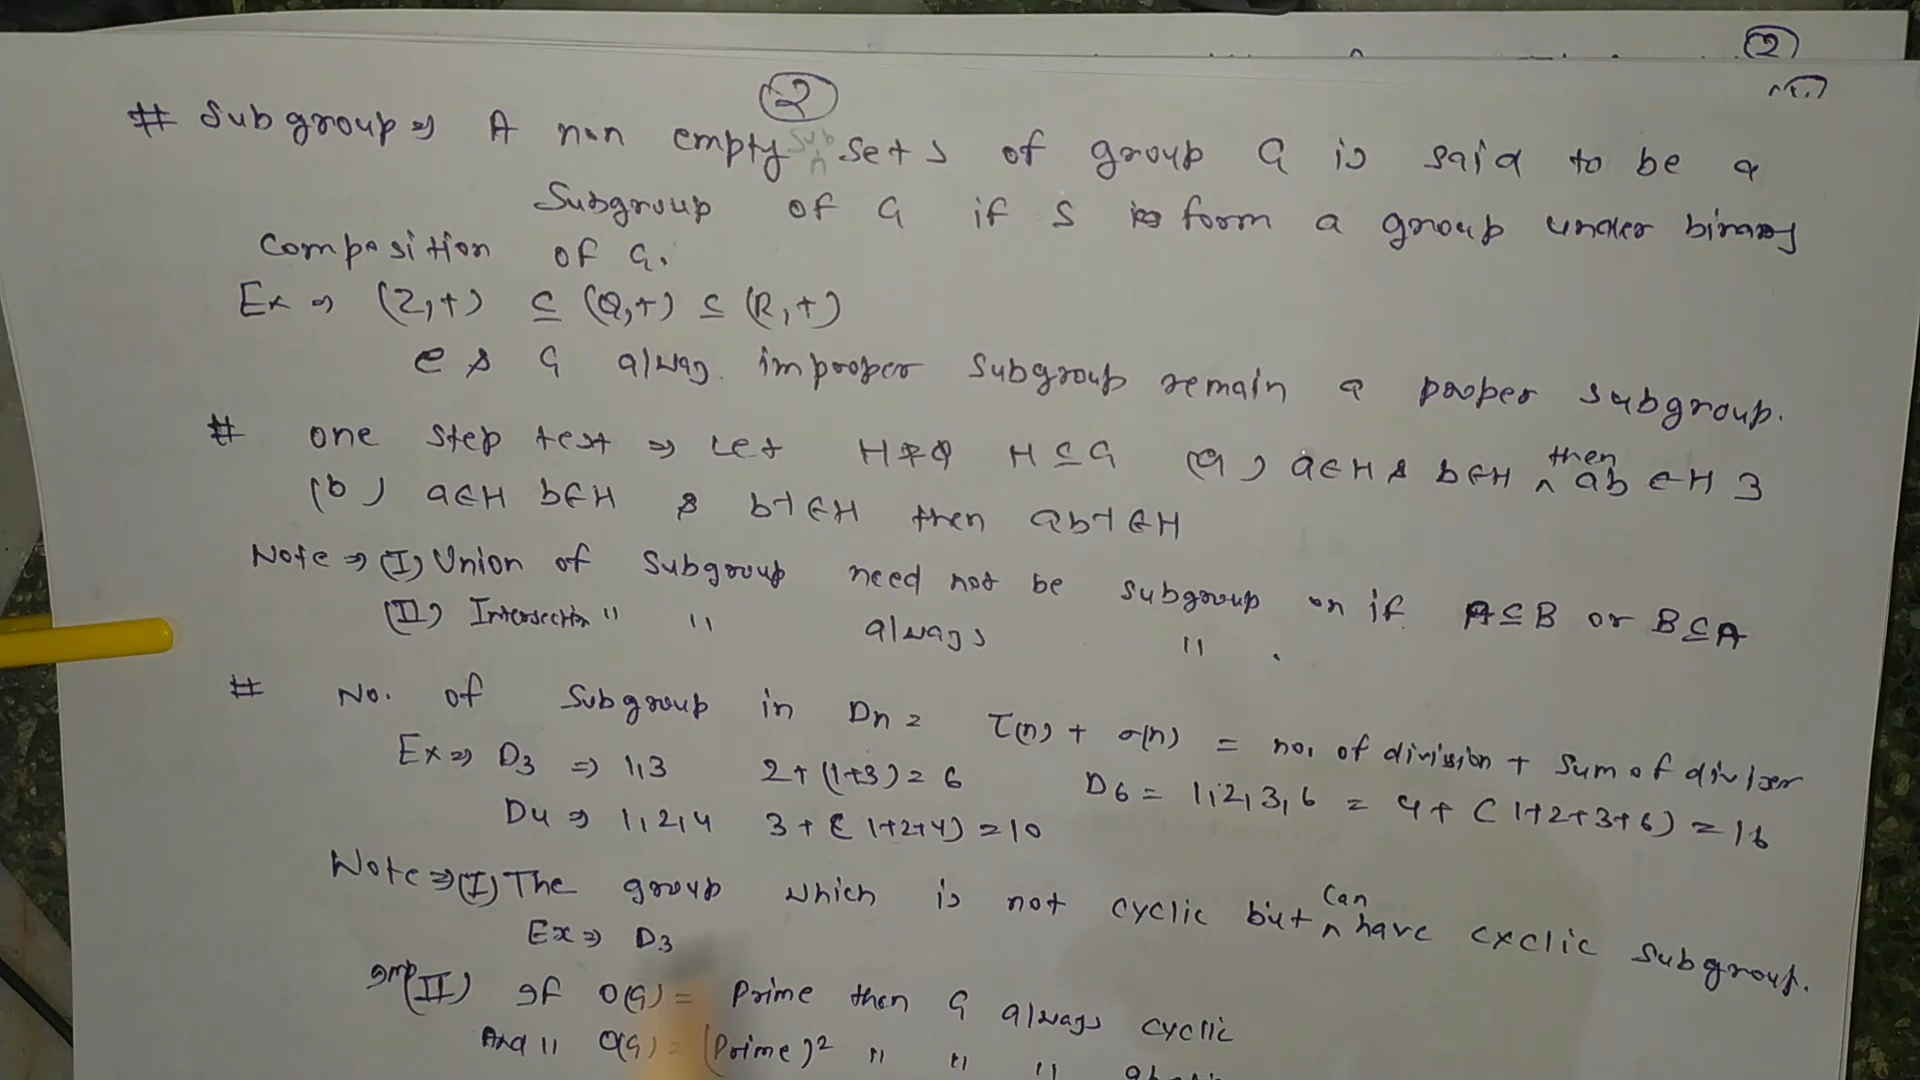 (2)
(2)
# Subgroup ⇒ A non empty sub^ set S of group G is said to be a
Subgroup of G if S form a group under binary
Composition of G.
Ex ⇒ (Z,+) ⊆ (Q,+) ⊆ (R,+)
e & G alway. improper subgroup remain a proper subgroup.
# one step test ⇒ Let H≠Φ H⊆G (a) a∈H & b∈H ^then ab ∈H 3
(b) a∈H b∈H & b⁻¹∈H then ab⁻¹∈H
Note ⇒ (I) Union of subgroup need not be subgroup on if A⊆B or B⊆A
(II) Intersection " " always " .
# No. of Subgroup in Dn = τ(n) + σ(n) = no. of division + sum of divizer
Ex ⇒ D3 ⇒ 1,3 2+(1+3)=6 D6 = 1,2,3,6 = 4+(1+2+3+6) = 16
D4 ⇒ 1,2,4 3+(1+2+4)=10
Note ⇒ (I) The group which is not cyclic but ^Can have cyclic subgroup.
Ex ⇒ D3
Imp (II) If O(G) = Prime then G always cyclic
And " O(G) = (Prime)² " " "